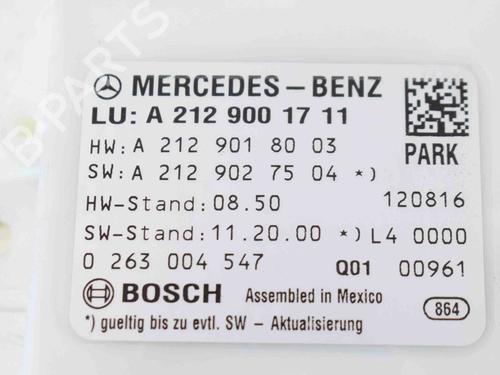 MERCEDES-BENZ
LU: A 212 900 17 11
HW: A 212 901 80 03
PARK
SW: A 212 902 75 04 *)
HW-Stand: 08.50
120816
SW-Stand: 11.20.00 *) L4 0000
0 263 004 547
Q01 00961
BOSCH Assembled in Mexico
864
*) gueltig bis zu evtl. SW - Aktualisierung
B-PARTS